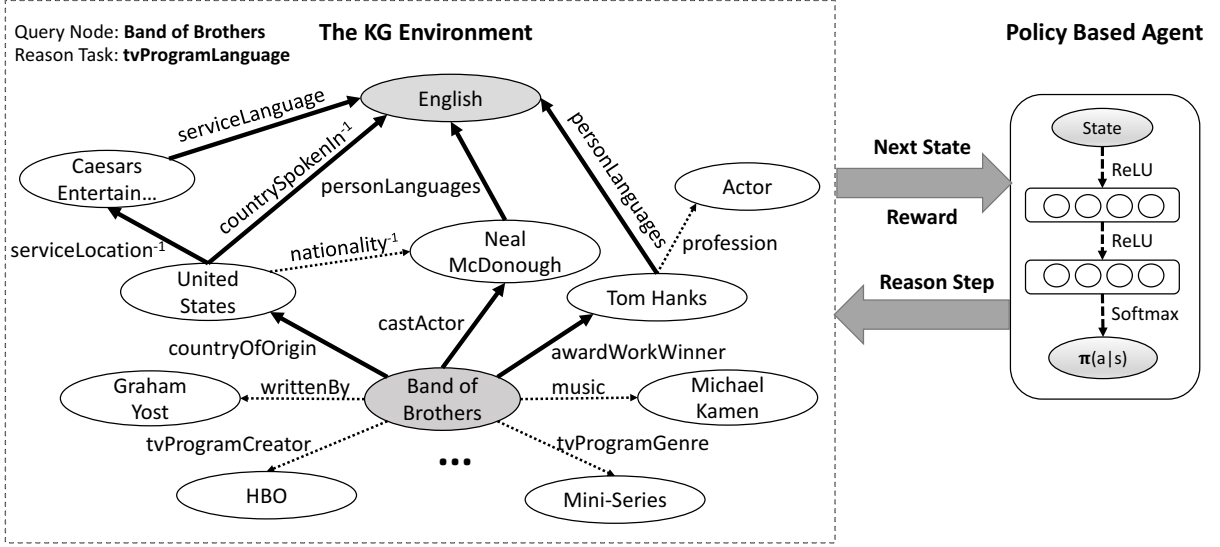 Query Node: Band of Brothers
Reason Task: tvProgramLanguage
The KG Environment
Policy Based Agent
English
serviceLanguage
countrySpokenIn⁻¹
personLanguages
personLanguages
Caesars
Entertain...
Actor
serviceLocation⁻¹
nationality⁻¹
Neal
McDonough
profession
United
States
Tom Hanks
castActor
countryOfOrigin
awardWorkWinner
Graham
Yost
writtenBy
Band of
Brothers
music
Michael
Kamen
tvProgramCreator
tvProgramGenre
...
HBO
Mini-Series
Next State
Reward
Reason Step
State
ReLU
ReLU
Softmax
π(a|s)